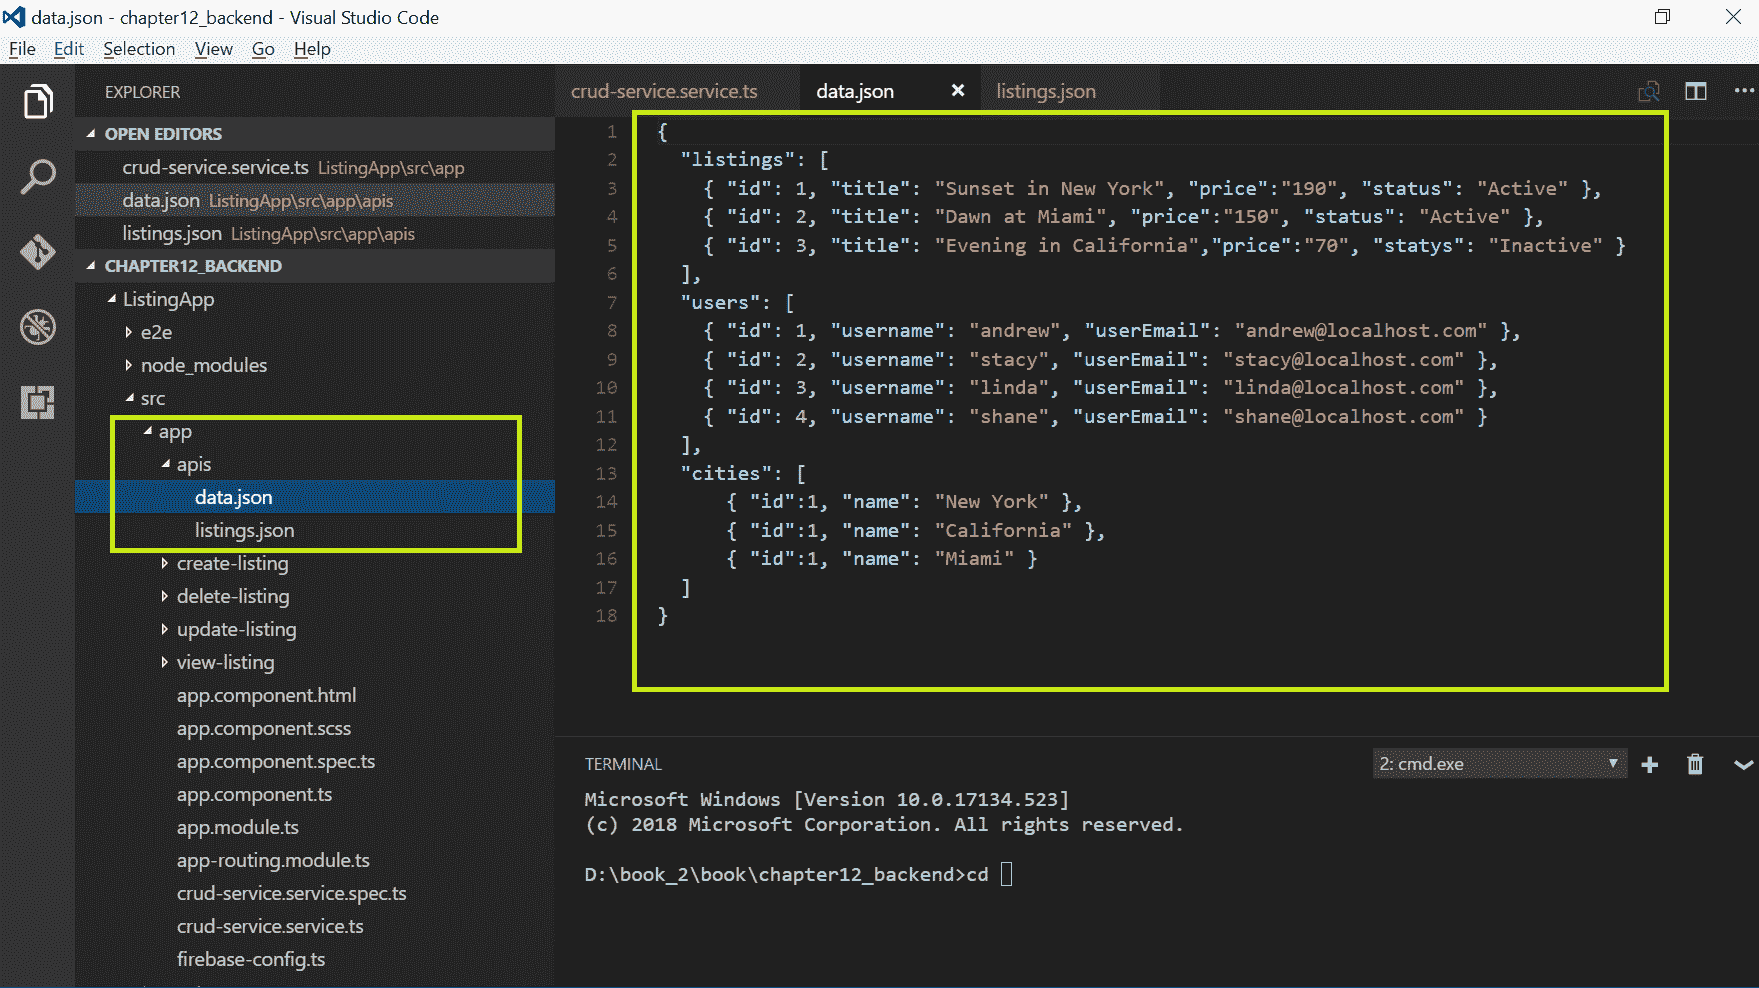 data.json - chapter12_backend - Visual Studio Code
File Edit Selection View Go Help
EXPLORER
OPEN EDITORS
crud-service.service.ts ListingApp\src\app
data.json ListingApp\src\app\apis
listings.json ListingApp\src\app\apis
CHAPTER12_BACKEND
ListingApp
e2e
node_modules
src
app
apis
data.json
listings.json
create-listing
delete-listing
update-listing
view-listing
app.component.html
app.component.scss
app.component.spec.ts
app.component.ts
app.module.ts
app-routing.module.ts
crud-service.service.spec.ts
crud-service.service.ts
firebase-config.ts
crud-service.service.ts data.json listings.json
1 {
2 "listings": [
3 { "id": 1, "title": "Sunset in New York", "price":"190", "status": "Active" },
4 { "id": 2, "title": "Dawn at Miami", "price":"150", "status": "Active" },
5 { "id": 3, "title": "Evening in California","price":"70", "statys": "Inactive" }
6 ],
7 "users": [
8 { "id": 1, "username": "andrew", "userEmail": "andrew@localhost.com" },
9 { "id": 2, "username": "stacy", "userEmail": "stacy@localhost.com" },
10 { "id": 3, "username": "linda", "userEmail": "linda@localhost.com" },
11 { "id": 4, "username": "shane", "userEmail": "shane@localhost.com" }
12 ],
13 "cities": [
14 { "id":1, "name": "New York" },
15 { "id":1, "name": "California" },
16 { "id":1, "name": "Miami" }
17 ]
18 }
TERMINAL
2: cmd.exe
Microsoft Windows [Version 10.0.17134.523]
(c) 2018 Microsoft Corporation. All rights reserved.
D:\book_2\book\chapter12_backend>cd